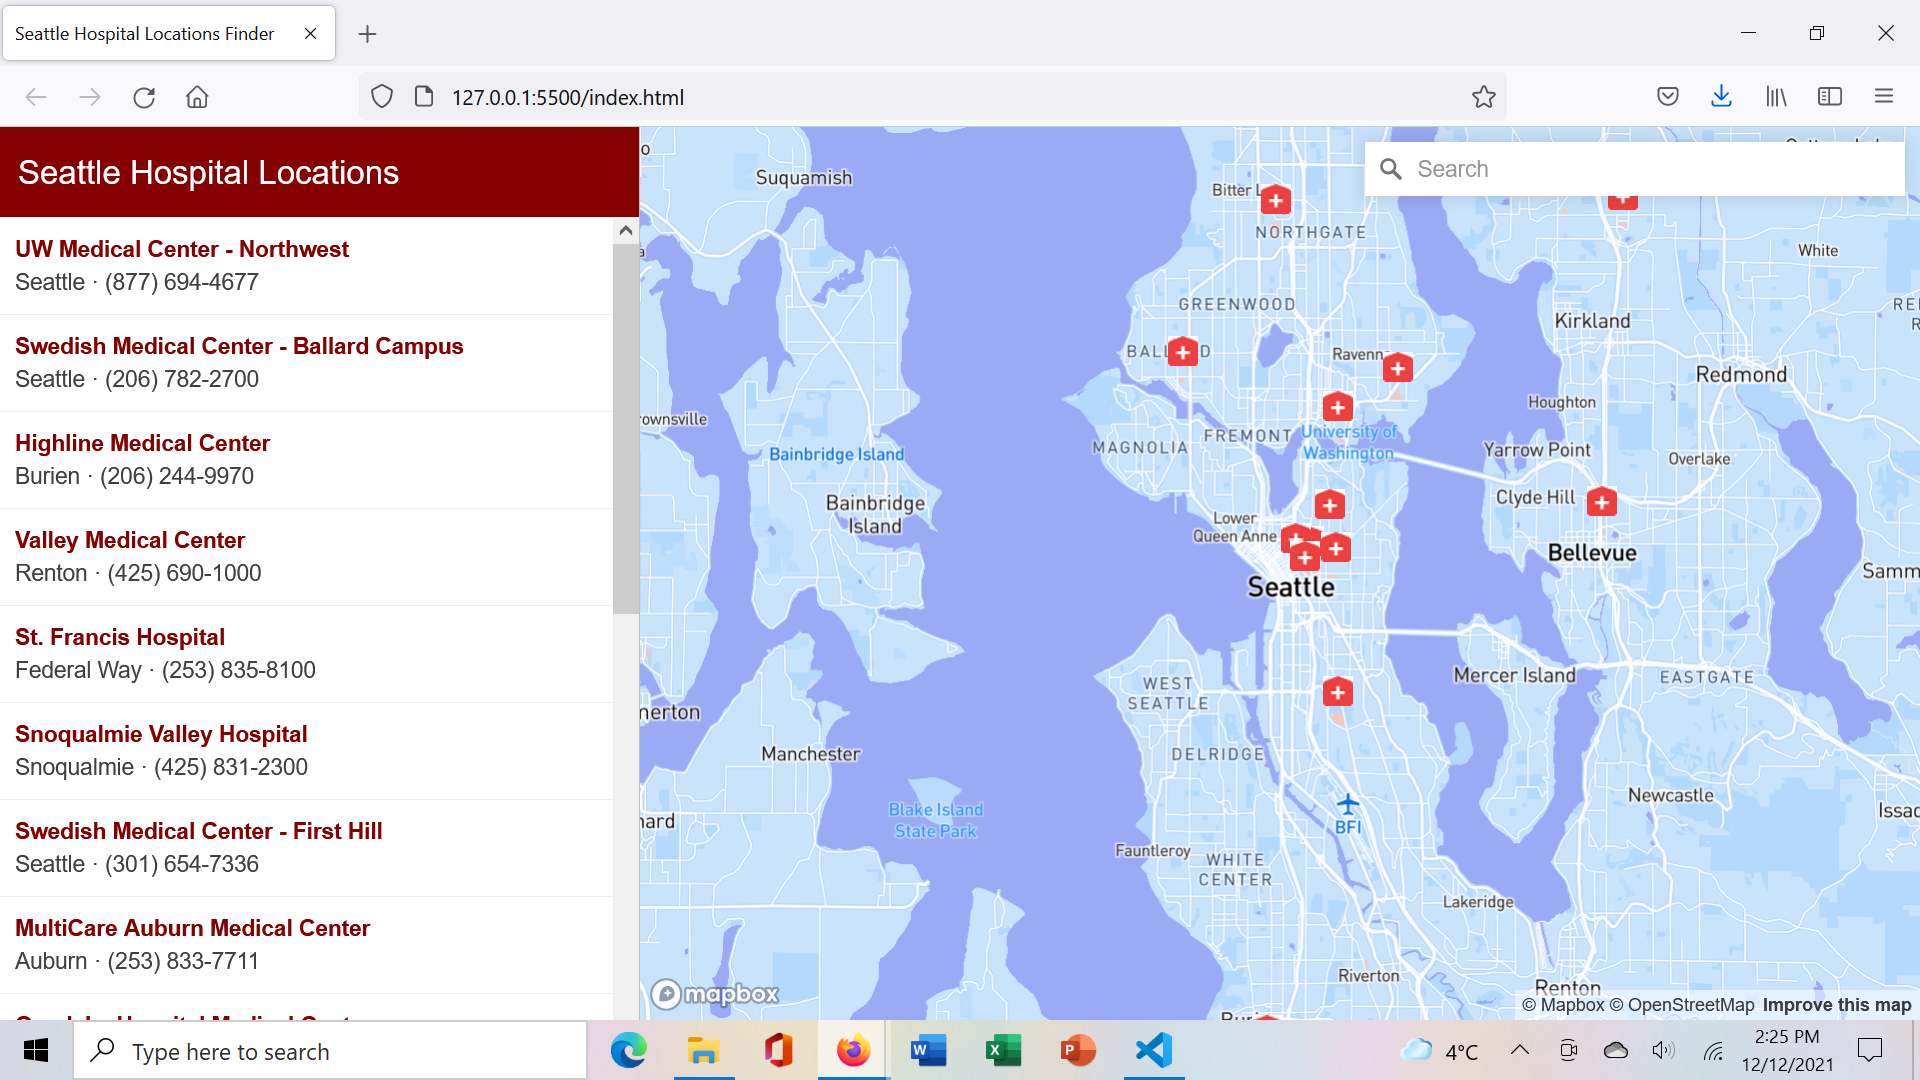 Seattle Hospital Locations Finder
127.0.0.1:5500/index.html
Seattle Hospital Locations
UW Medical Center - Northwest
Seattle · (877) 694-4677
Swedish Medical Center - Ballard Campus
Seattle · (206) 782-2700
Highline Medical Center
Burien · (206) 244-9970
Valley Medical Center
Renton · (425) 690-1000
St. Francis Hospital
Federal Way · (253) 835-8100
Snoqualmie Valley Hospital
Snoqualmie · (425) 831-2300
Swedish Medical Center - First Hill
Seattle · (301) 654-7336
MultiCare Auburn Medical Center
Auburn · (253) 833-7711
Search
Suquamish
Bitter L
NORTHGATE
White
GREENWOOD
Kirkland
Ravenn
Redmond
Houghton
ownsville
University of
Washington
FREMONT
MAGNOLIA
Bainbridge Island
Yarrow Point
Overlake
Clyde Hill
Bainbridge
Island
Lower
Queen Anne
Bellevue
Samm
Seattle
Mercer Island
EASTGATE
WEST
SEATTLE
nerton
Manchester
DELRIDGE
Newcastle
Blake Island
State Park
Issac
BFI
ard
Fauntleroy
WHITE
CENTER
Lakeridge
Riverton
Renton
mapbox
© Mapbox © OpenStreetMap Improve this map
Type here to search
4°C
2:25 PM
12/12/2021